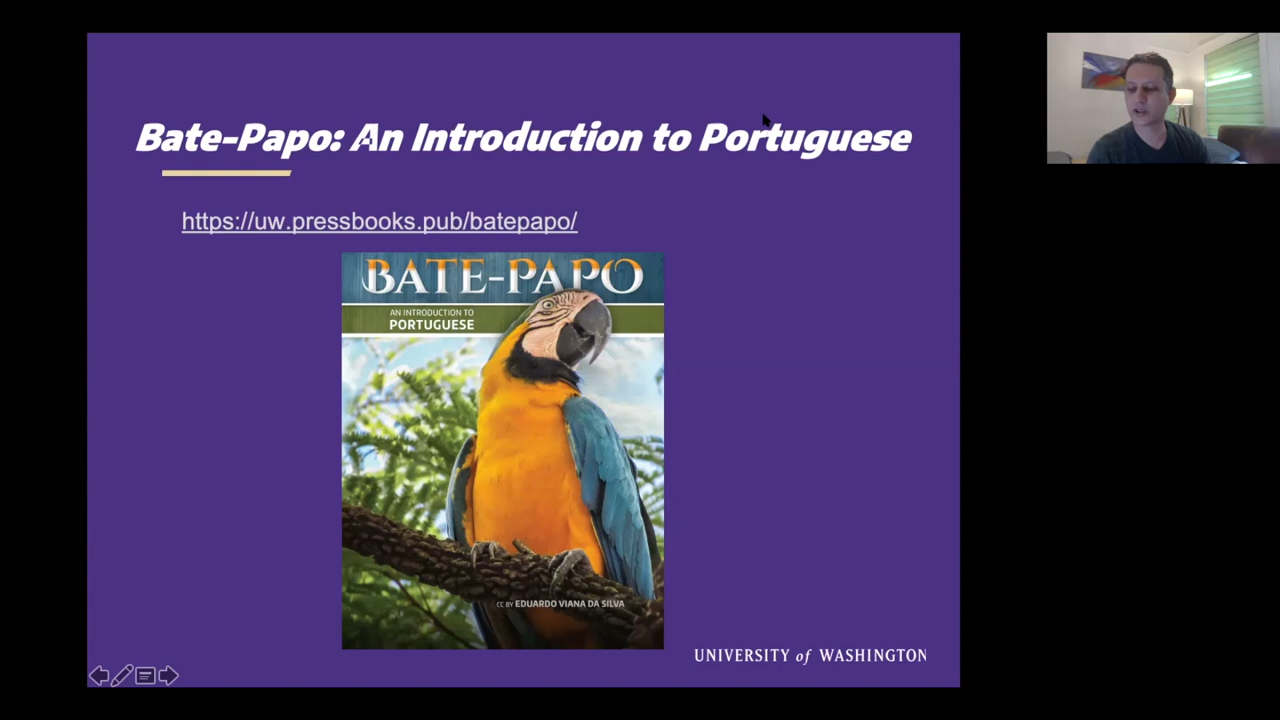 Bate-Papo: An Introduction to Portuguese
https://uw.pressbooks.pub/batepapo/
BATE-PAPO
AN INTRODUCTION TO
PORTUGUESE
CC BY EDUARDO VIANA DA SILVA
UNIVERSITY of WASHINGTON